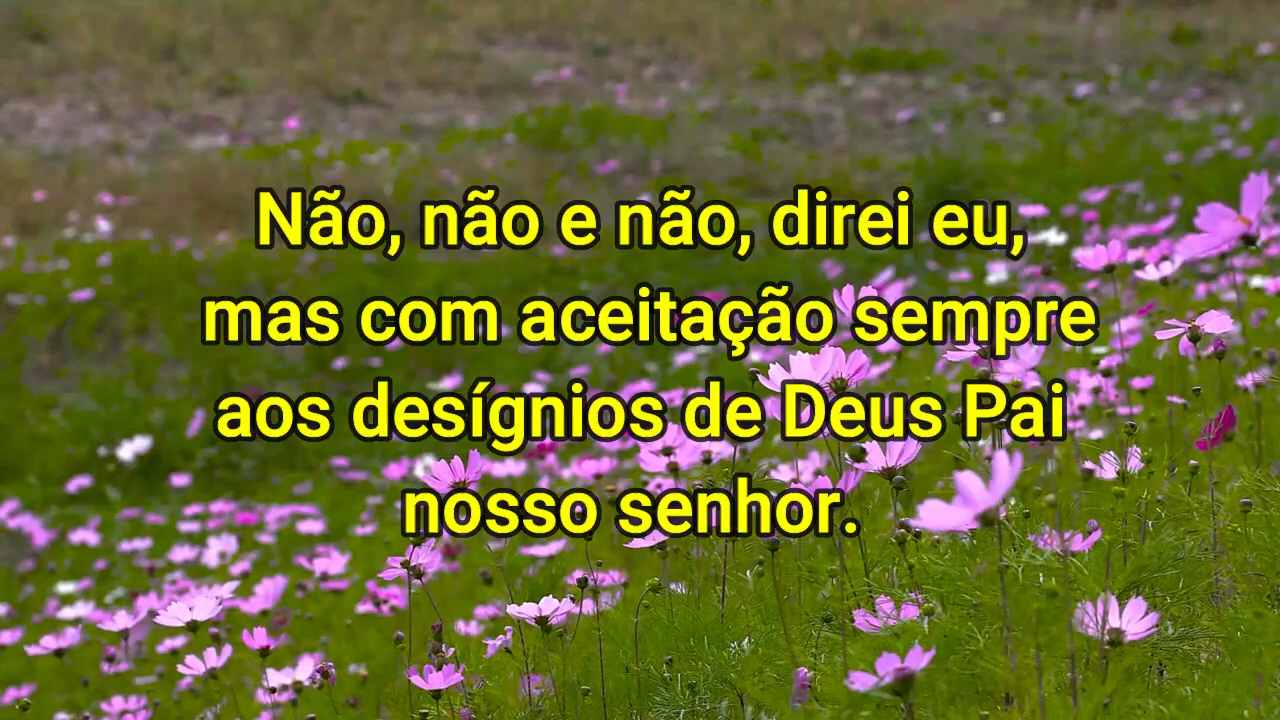 Não, não e não, direi eu,
mas com aceitação sempre
aos desígnios de Deus Pai
nosso senhor.